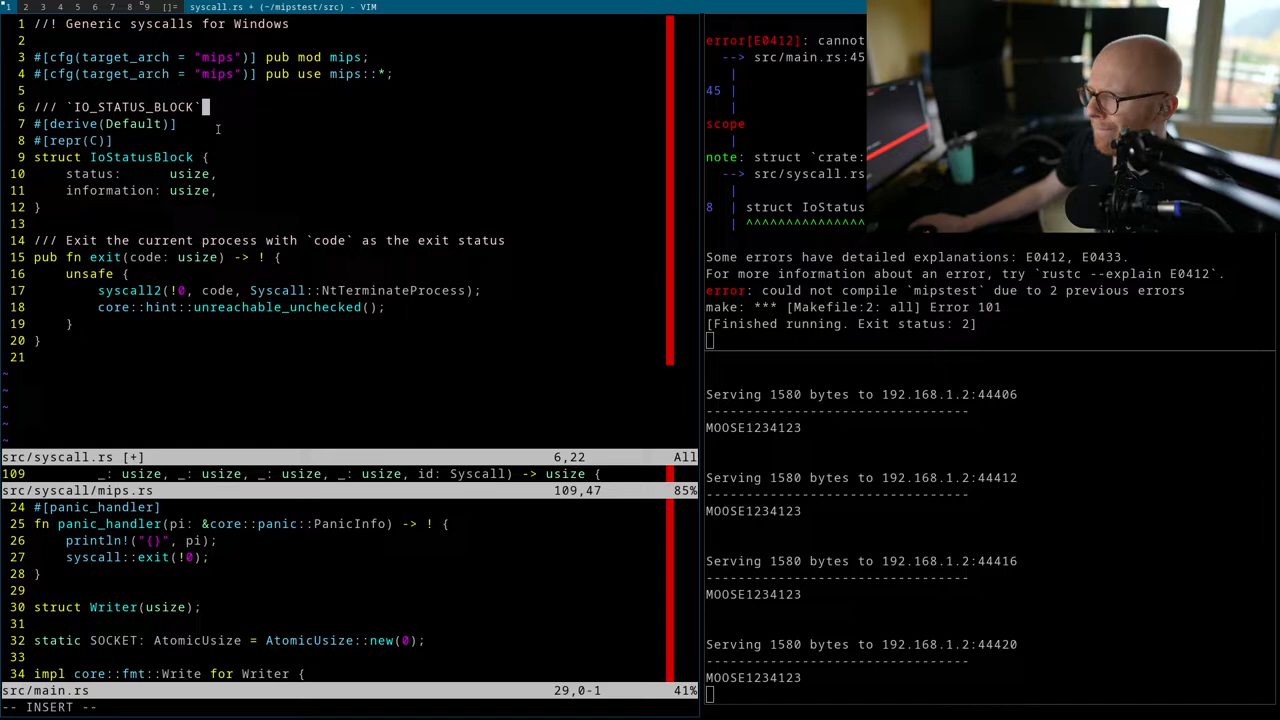 1 2 3 4 5 6 7 8 9 []= syscall.rs + (~/mipstest/src) - VIM
1 //! Generic syscalls for Windows
2
3 #[cfg(target_arch = "mips")] pub mod mips;
4 #[cfg(target_arch = "mips")] pub use mips::*;
5
6 /// `IO_STATUS_BLOCK`
7 #[derive(Default)]
8 #[repr(C)]
9 struct IoStatusBlock {
10 status: usize,
11 information: usize,
12 }
13
14 /// Exit the current process with `code` as the exit status
15 pub fn exit(code: usize) -> ! {
16 unsafe {
17 syscall2(!0, code, Syscall::NtTerminateProcess);
18 core::hint::unreachable_unchecked();
19 }
20 }
21
~
~
~
~
~
src/syscall.rs [+] 6,22 All
109 _: usize, _: usize, _: usize, _: usize, id: Syscall) -> usize {
src/syscall/mips.rs 109,47 85%
24 #[panic_handler]
25 fn panic_handler(pi: &core::panic::PanicInfo) -> ! {
26 println!("{}", pi);
27 syscall::exit(!0);
28 }
29
30 struct Writer(usize);
31
32 static SOCKET: AtomicUsize = AtomicUsize::new(0);
33
34 impl core::fmt::Write for Writer {
src/main.rs 29,0-1 41%
-- INSERT --
error[E0412]: cannot
--> src/main.rs:45
|
45 |
|
scope
|
note: struct `crate:
--> src/syscall.rs
|
8 | struct IoStatus
| ^^^^^^^^^^^^^^^
Some errors have detailed explanations: E0412, E0433.
For more information about an error, try `rustc --explain E0412`.
error: could not compile `mipstest` due to 2 previous errors
make: *** [Makefile:2: all] Error 101
[Finished running. Exit status: 2]
Serving 1580 bytes to 192.168.1.2:44406
---------------------------------
MOOSE1234123
Serving 1580 bytes to 192.168.1.2:44412
---------------------------------
MOOSE1234123
Serving 1580 bytes to 192.168.1.2:44416
---------------------------------
MOOSE1234123
Serving 1580 bytes to 192.168.1.2:44420
---------------------------------
MOOSE1234123